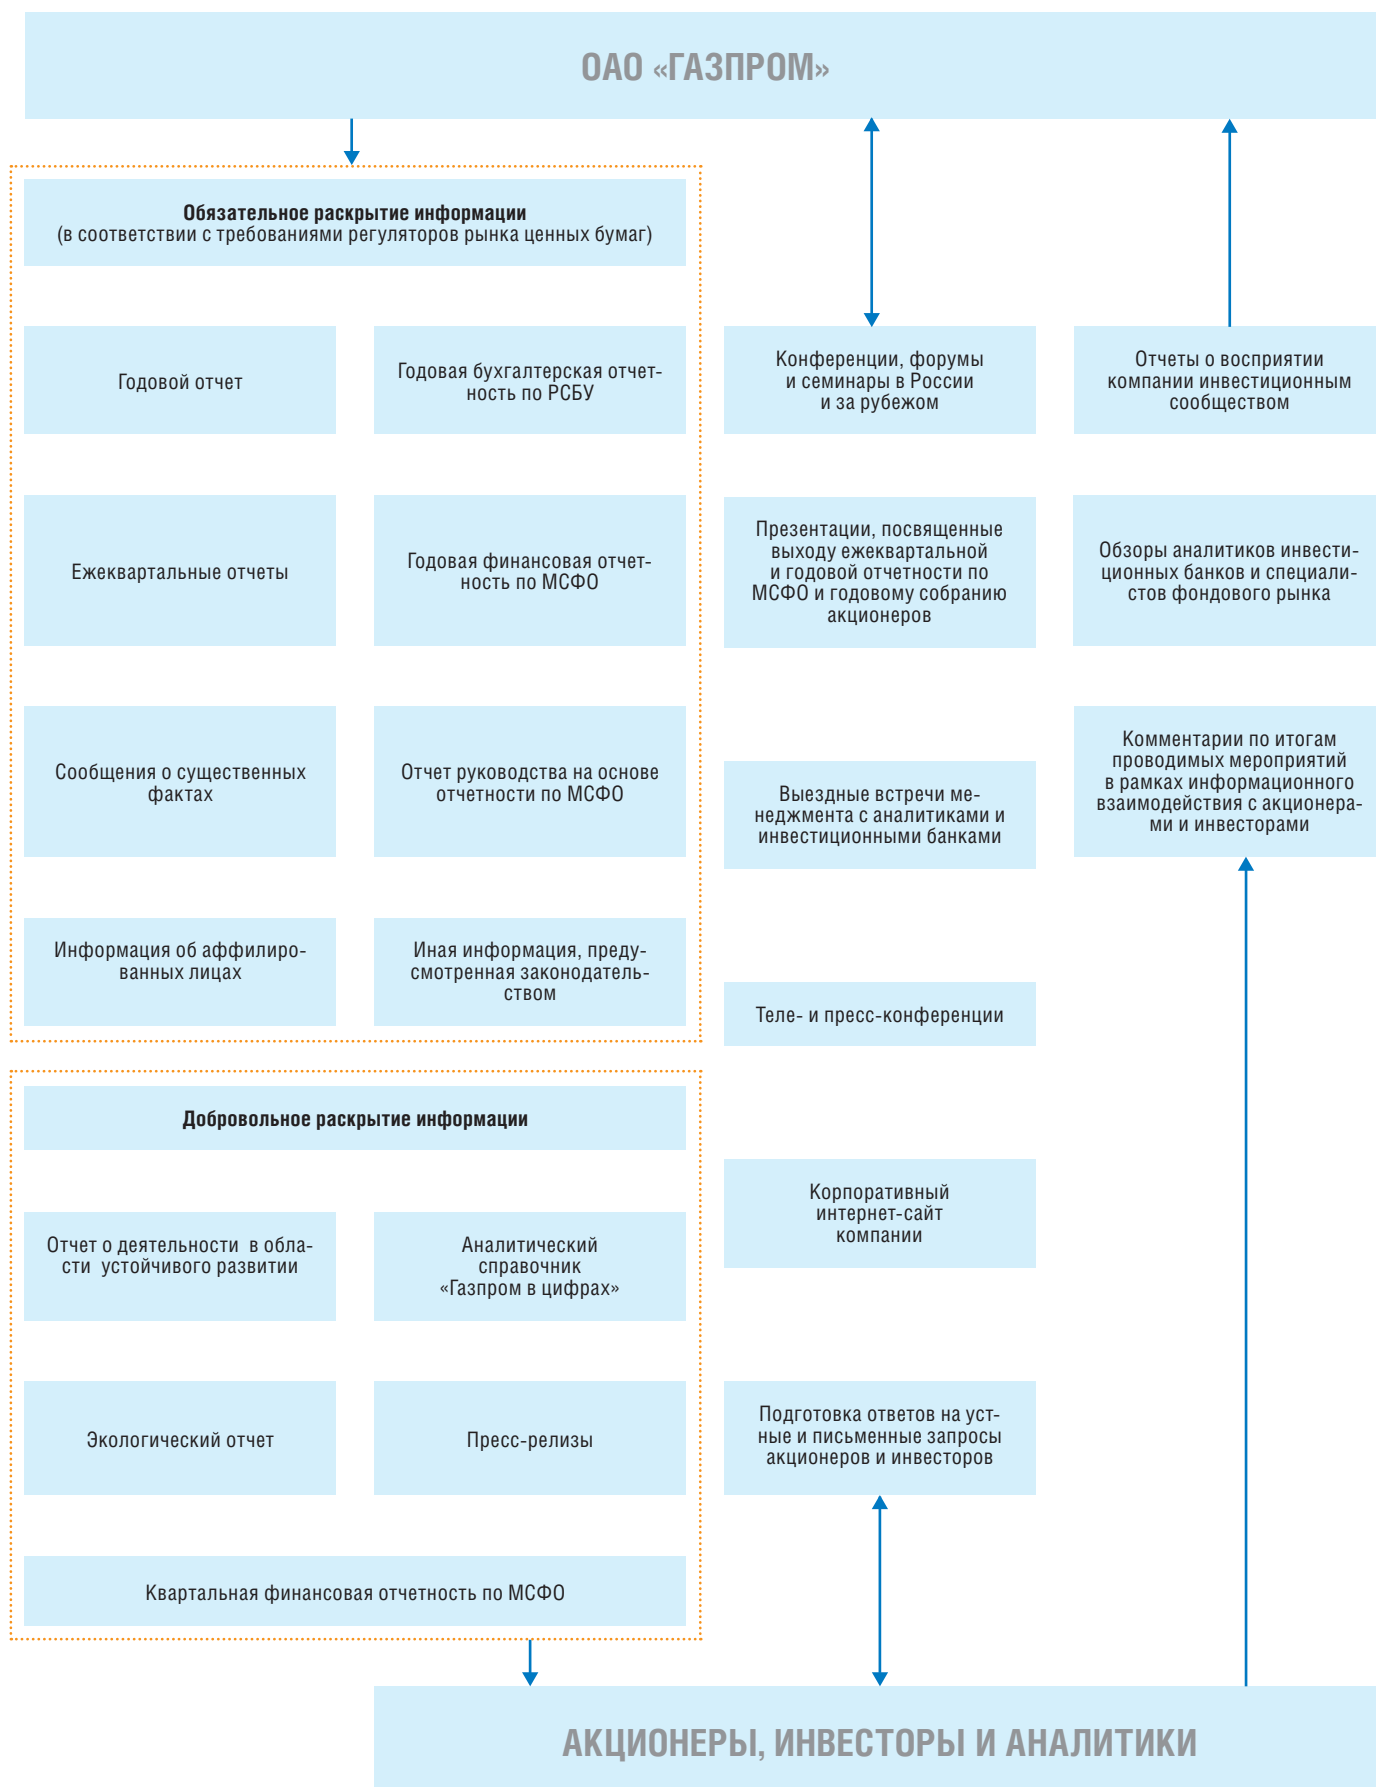 ОАО «ГАЗПРОМ»
Обязательное раскрытие информации
(в соответствии с требованиями регуляторов рынка ценных бумаг)
Годовой отчет
Годовая бухгалтерская отчет-
ность по РСБУ
Ежеквартальные отчеты
Годовая финансовая отчет-
ность по МСФО
Сообщения о существенных
фактах
Отчет руководства на основе
отчетности по МСФО
Информация об аффилиро-
ванных лицах
Иная информация, преду-
смотренная законодатель-
ством
Добровольное раскрытие информации
Отчет о деятельности  в обла-
сти  устойчивого развитии
Аналитический
справочник
«Газпром в цифрах»
Экологический отчет
Пресс-релизы
Квартальная финансовая отчетность по МСФО
Конференции, форумы
и семинары в России
и за рубежом
Презентации, посвященные
выходу ежеквартальной
и годовой отчетности по
МСФО и годовому собранию
акционеров
Выездные встречи ме-
неджмента с аналитиками и
инвестиционными банками
Теле- и пресс-конференции
Корпоративный
интернет-сайт
компании
Подготовка ответов на уст-
ные и письменные запросы
акционеров и инвесторов
Отчеты о восприятии
компании инвестиционным
сообществом
Обзоры аналитиков инвести-
ционных банков и специали-
стов фондового рынка
Комментарии по итогам
проводимых мероприятий
в рамках информационного
взаимодействия с акционера-
ми и инвесторами
АКЦИОНЕРЫ, ИНВЕСТОРЫ И АНАЛИТИКИ